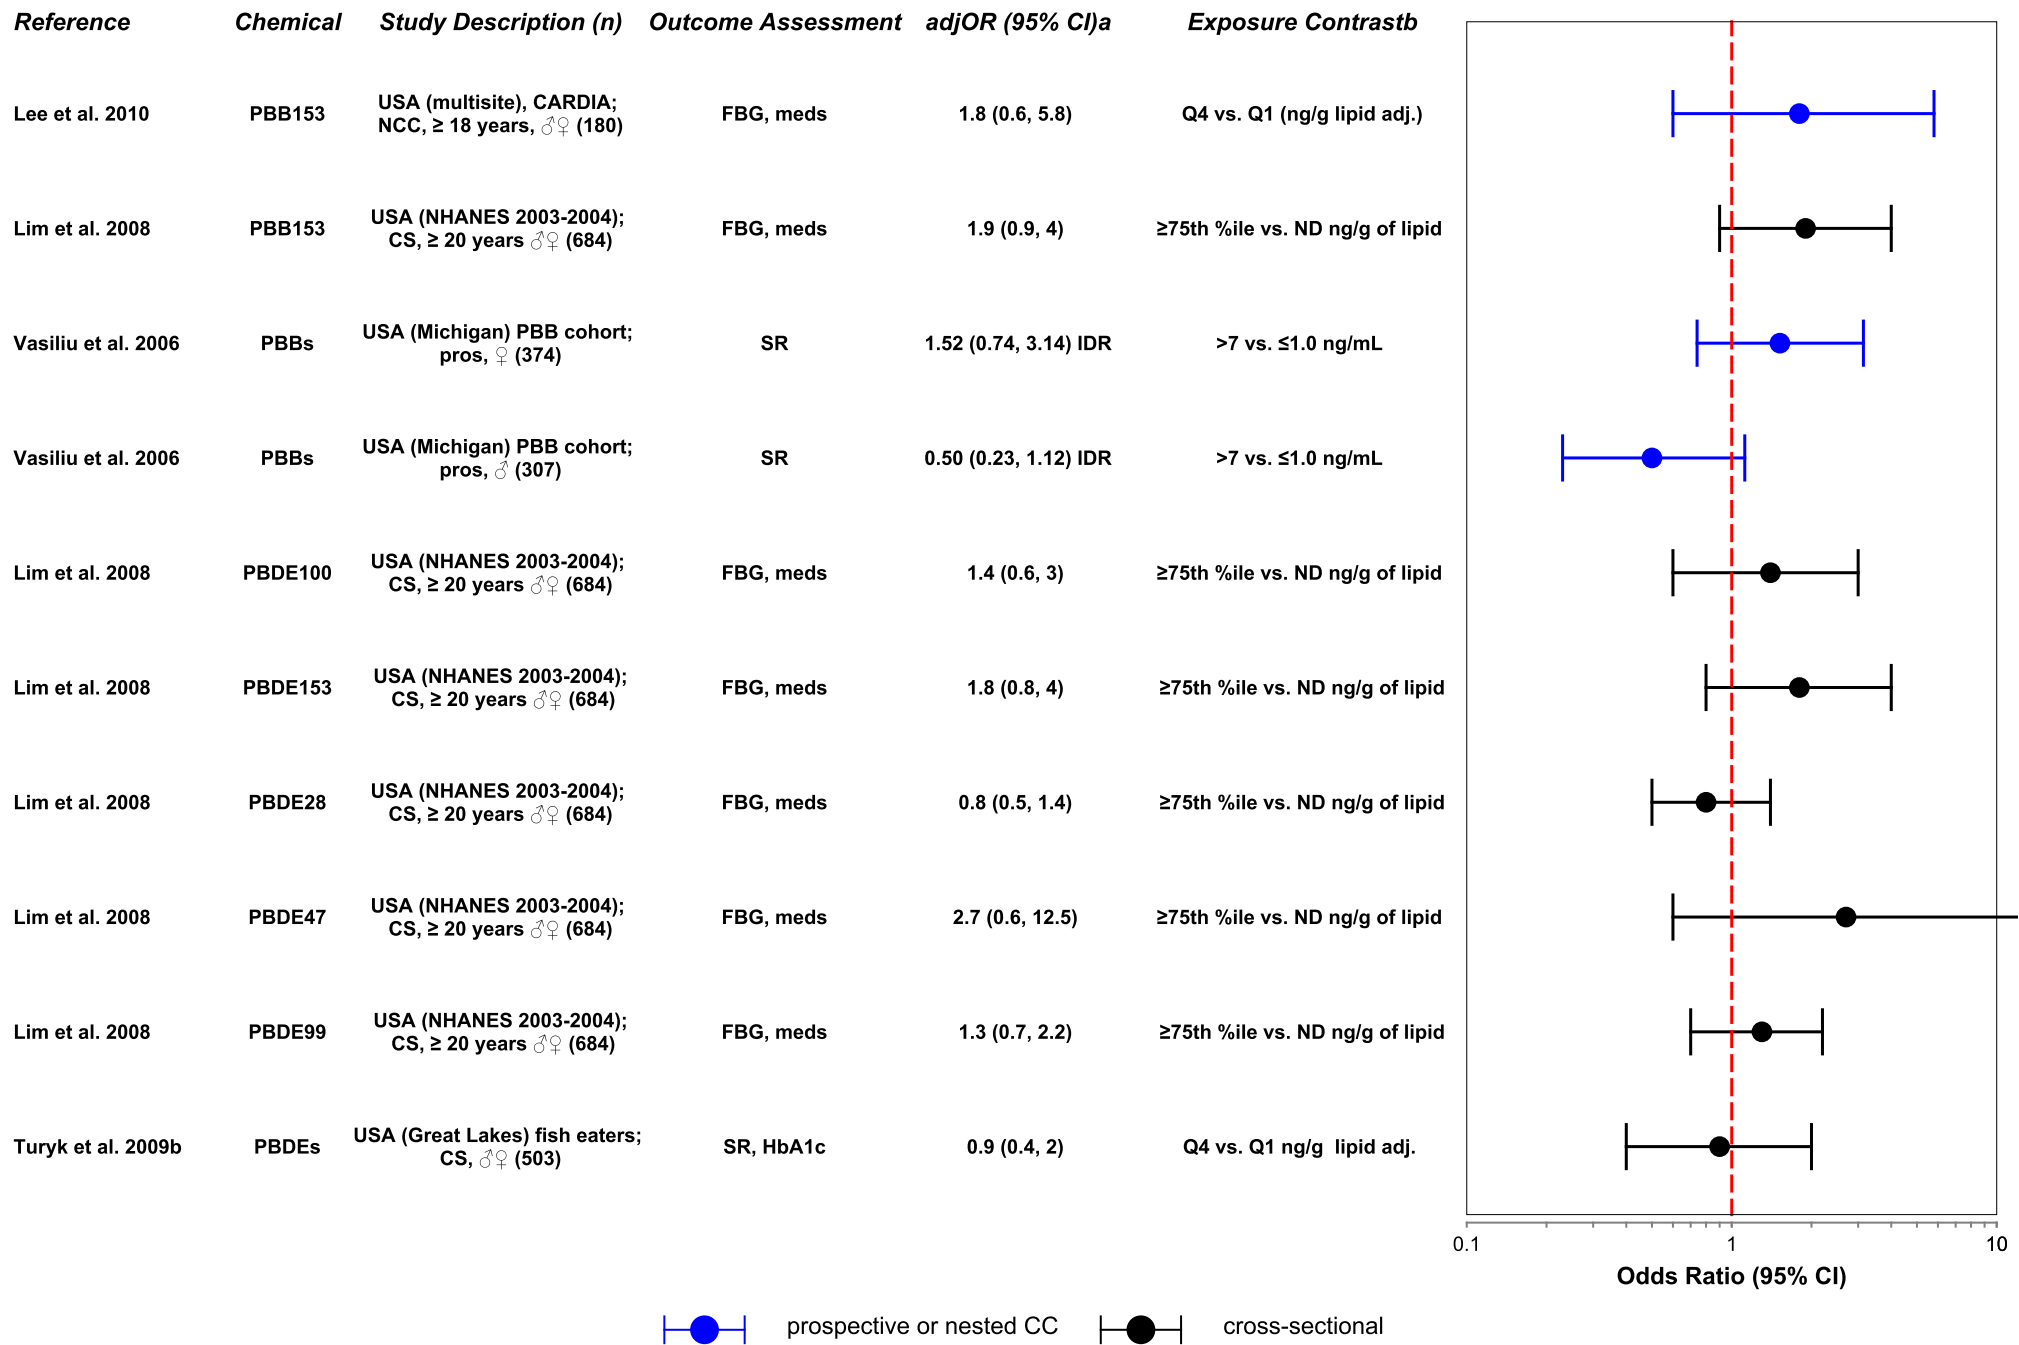 Reference Chemical Study Description (n) Outcome Assessment adjOR (95% CI)a Exposure Contrastb
Lee et al. 2010 PBB153 USA (multisite), CARDIA; FBG, meds 1.8 (0.6, 5.8) Q4 vs. Q1 (ng/g lipid adj.)
NCC, ≥ 18 years, ♂♀ (180)
Lim et al. 2008 PBB153 USA (NHANES 2003-2004); FBG, meds 1.9 (0.9, 4) ≥75th %ile vs. ND ng/g of lipid
CS, ≥ 20 years ♂♀ (684)
Vasiliu et al. 2006 PBBs USA (Michigan) PBB cohort; SR 1.52 (0.74, 3.14) IDR >7 vs. ≤1.0 ng/mL
pros, ♀ (374)
Vasiliu et al. 2006 PBBs USA (Michigan) PBB cohort; SR 0.50 (0.23, 1.12) IDR >7 vs. ≤1.0 ng/mL
pros, ♂ (307)
Lim et al. 2008 PBDE100 USA (NHANES 2003-2004); FBG, meds 1.4 (0.6, 3) ≥75th %ile vs. ND ng/g of lipid
CS, ≥ 20 years ♂♀ (684)
Lim et al. 2008 PBDE153 USA (NHANES 2003-2004); FBG, meds 1.8 (0.8, 4) ≥75th %ile vs. ND ng/g of lipid
CS, ≥ 20 years ♂♀ (684)
Lim et al. 2008 PBDE28 USA (NHANES 2003-2004); FBG, meds 0.8 (0.5, 1.4) ≥75th %ile vs. ND ng/g of lipid
CS, ≥ 20 years ♂♀ (684)
Lim et al. 2008 PBDE47 USA (NHANES 2003-2004); FBG, meds 2.7 (0.6, 12.5) ≥75th %ile vs. ND ng/g of lipid
CS, ≥ 20 years ♂♀ (684)
Lim et al. 2008 PBDE99 USA (NHANES 2003-2004); FBG, meds 1.3 (0.7, 2.2) ≥75th %ile vs. ND ng/g of lipid
CS, ≥ 20 years ♂♀ (684)
Turyk et al. 2009b PBDEs USA (Great Lakes) fish eaters; SR, HbA1c 0.9 (0.4, 2) Q4 vs. Q1 ng/g lipid adj.
CS, ♂♀ (503)
0.1 1 10
Odds Ratio (95% CI)
prospective or nested CC cross-sectional